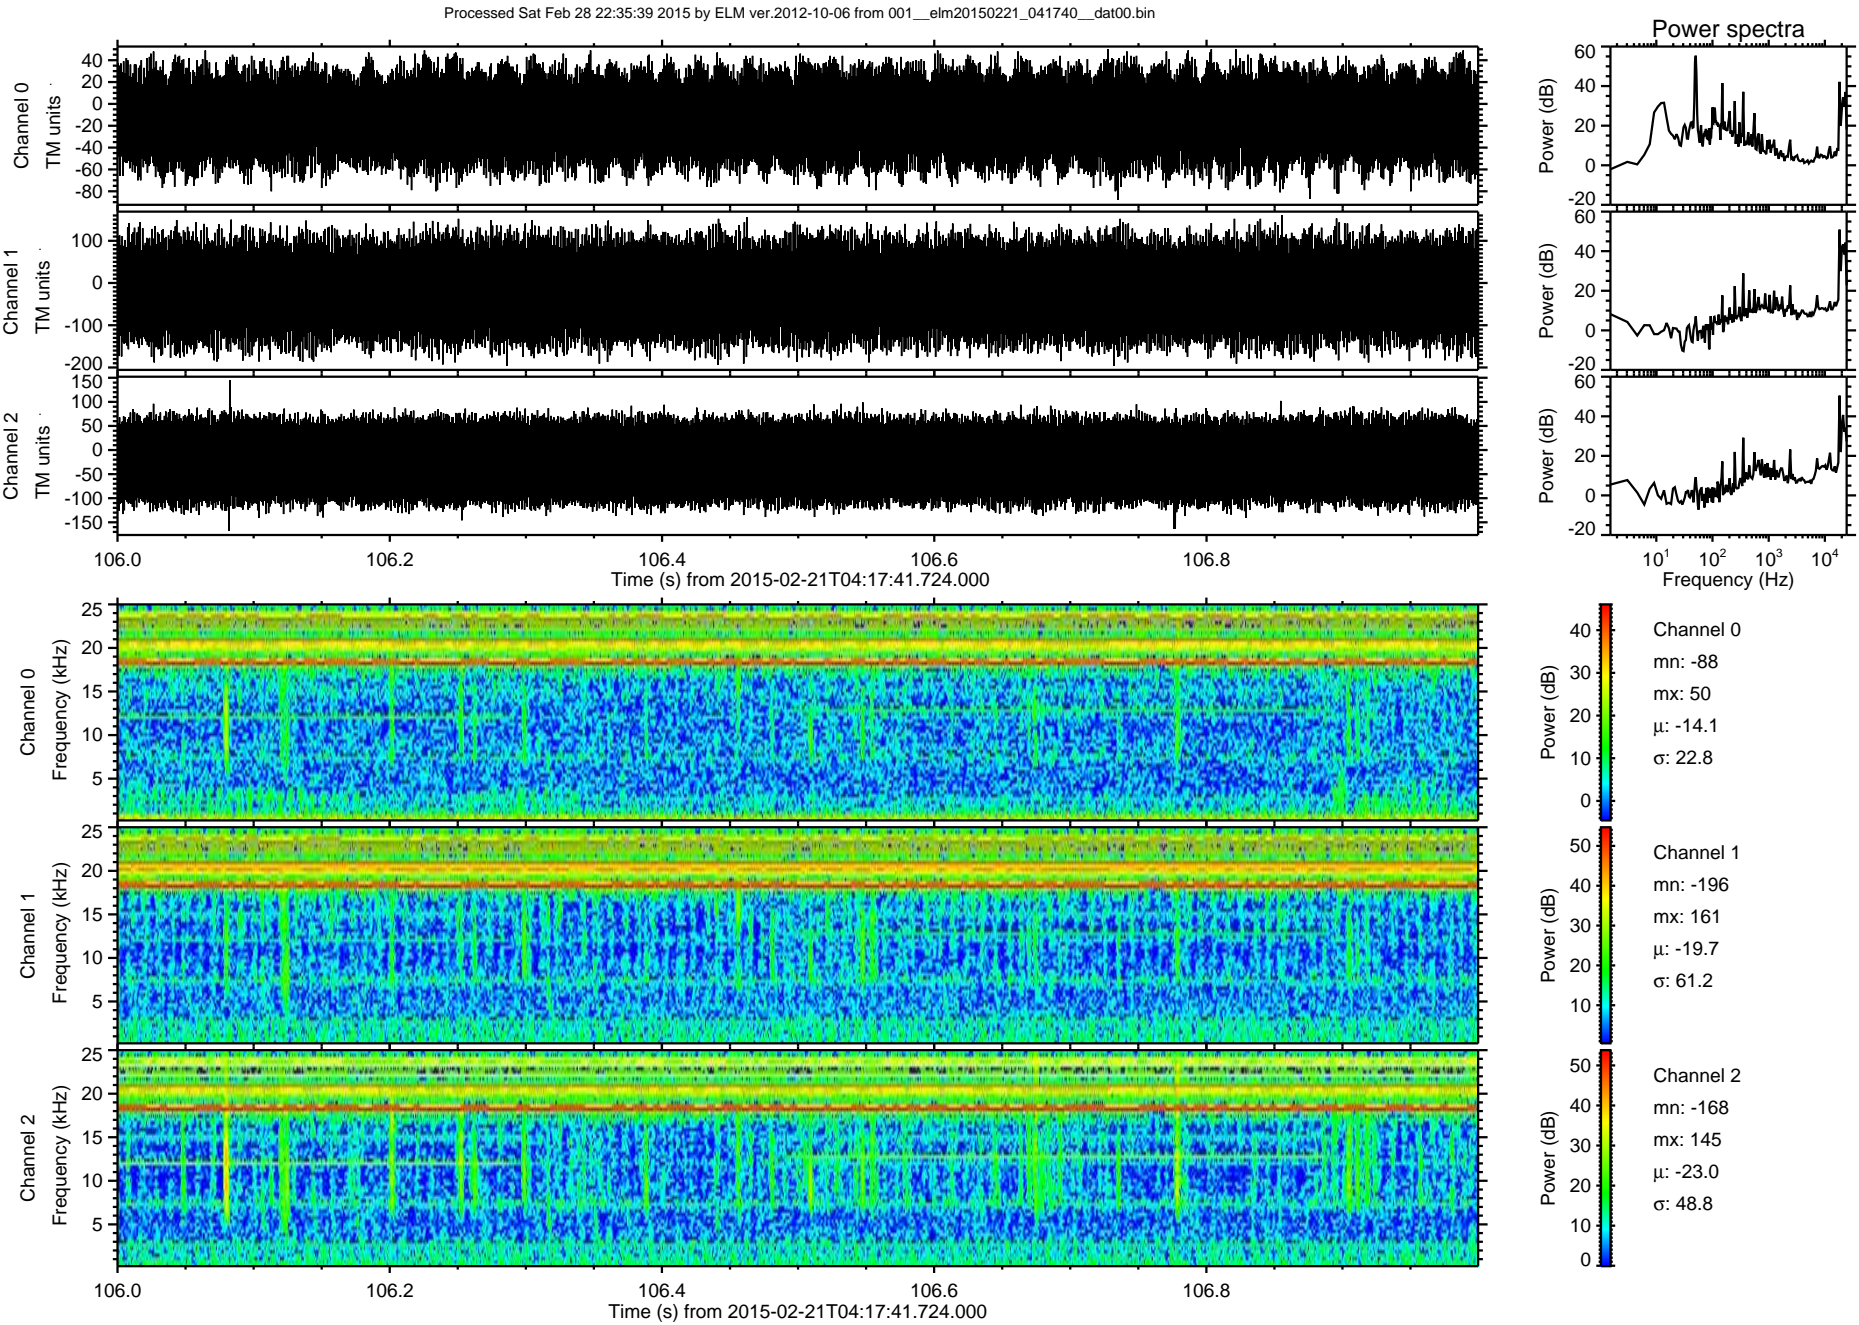 Processed Sat Feb 28 22:35:39 2015 by ELM ver.2012-10-06 from 001__elm20150221_041740__dat00.bin
Power spectra
Channel 0
TM units
40
20
0
-20
-40
-60
-80
Power (dB)
60
40
20
0
-20
Channel 1
TM units
100
0
-100
-200
Power (dB)
60
40
20
0
-20
Channel 2
TM units
150
100
50
0
-50
-100
-150
Power (dB)
60
40
20
0
-20
106.0 106.2 106.4 106.6 106.8
Time (s) from 2015-02-21T04:17:41.724.000
10¹ 10² 10³ 10⁴
Frequency (Hz)
Channel 0
Frequency (kHz)
25
20
15
10
5
Power (dB)
40
30
20
10
0
Channel 0
mn: -88
mx: 50
μ: -14.1
σ: 22.8
Channel 1
Frequency (kHz)
25
20
15
10
5
Power (dB)
50
40
30
20
10
Channel 1
mn: -196
mx: 161
μ: -19.7
σ: 61.2
Channel 2
Frequency (kHz)
25
20
15
10
5
Power (dB)
50
40
30
20
10
0
Channel 2
mn: -168
mx: 145
μ: -23.0
σ: 48.8
106.0 106.2 106.4 106.6 106.8
Time (s) from 2015-02-21T04:17:41.724.000